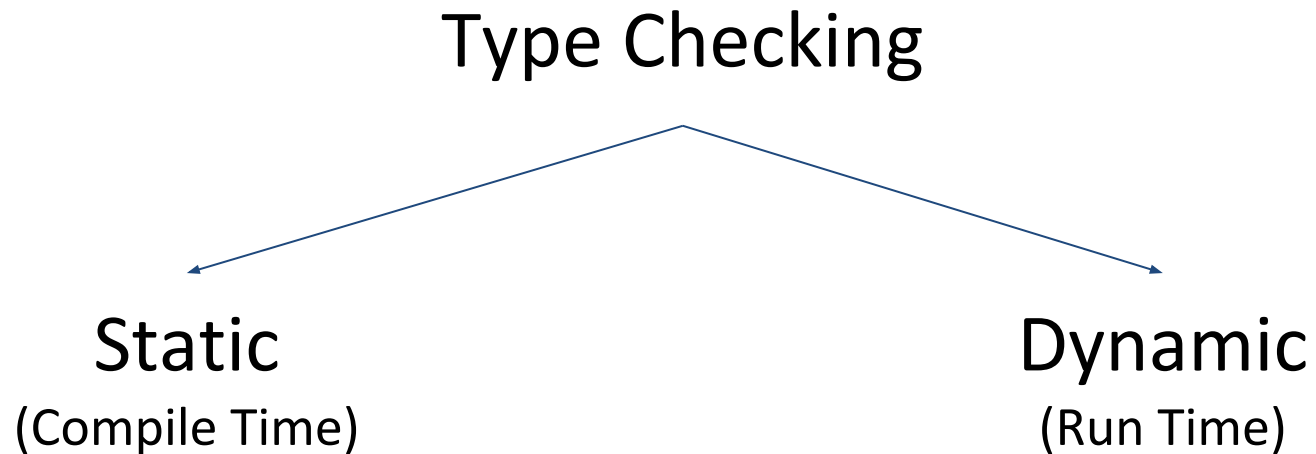 Type Checking
Static
Dynamic
(Compile Time)
(Run Time)